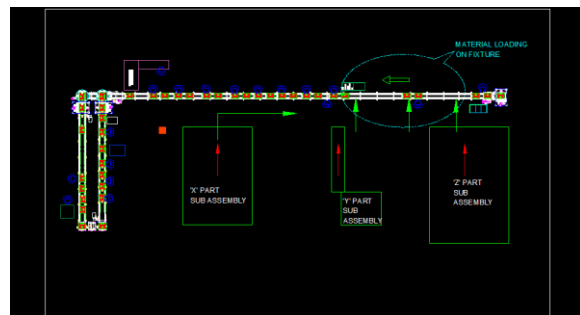 MATERIAL LOADING
ON FIXTURE
'X' PART
SUB ASSEMBLY
'Y' PART
SUB
ASSEMBLY
'Z' PART
SUB
ASSEMBLY